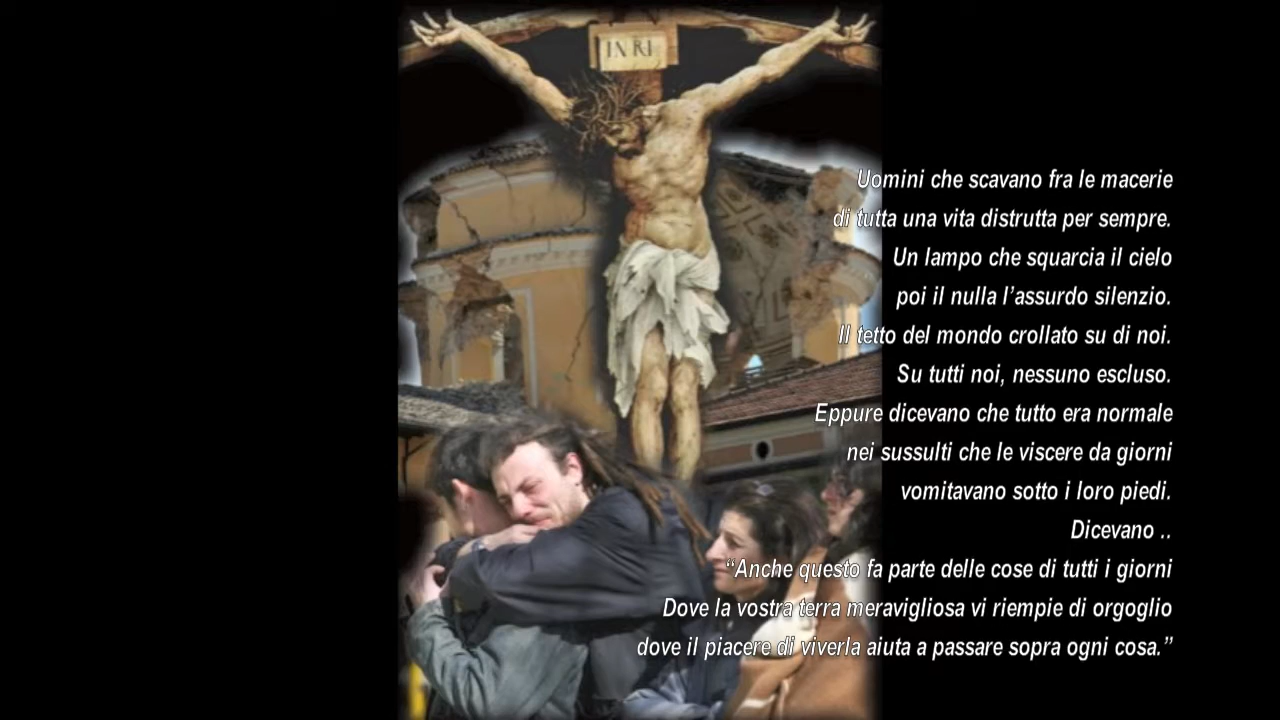 INRI
Uomini che scavano fra le macerie
di tutta una vita distrutta per sempre.
Un lampo che squarcia il cielo
poi il nulla l’assurdo silenzio.
Il tetto del mondo crollato su di noi.
Su tutti noi, nessuno escluso.
Eppure dicevano che tutto era normale
nei sussulti che le viscere da giorni
vomitavano sotto i loro piedi.
Dicevano ..
“Anche questo fa parte delle cose di tutti i giorni
Dove la vostra terra meravigliosa vi riempie di orgoglio
dove il piacere di viverla aiuta a passare sopra ogni cosa.”